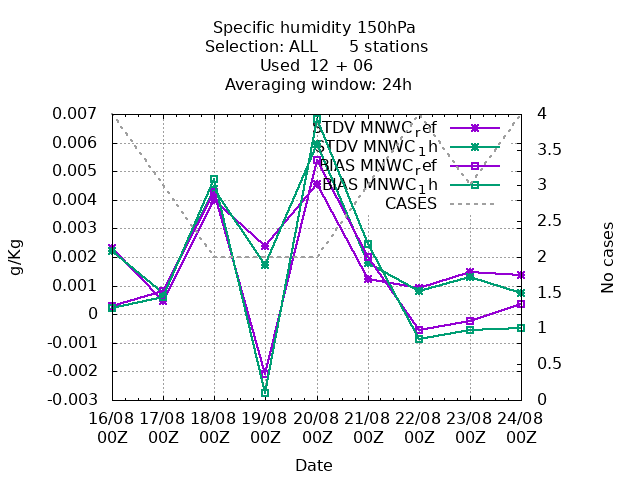 Specific humidity 150hPa
Selection: ALL 5 stations
Used 12 + 06
Averaging window: 24h
0.007
0.006
0.005
0.004
0.003
0.002
0.001
0
-0.001
-0.002
-0.003
g/Kg
STDV MNWC_ref
STDV MNWC_1h
BIAS MNWC_ref
BIAS MNWC_1h
CASES
4
3.5
3
2.5
2
1.5
1
0.5
0
No cases
16/08 17/08 18/08 19/08 20/08 21/08 22/08 23/08 24/08
00Z 00Z 00Z 00Z 00Z 00Z 00Z 00Z 00Z
Date